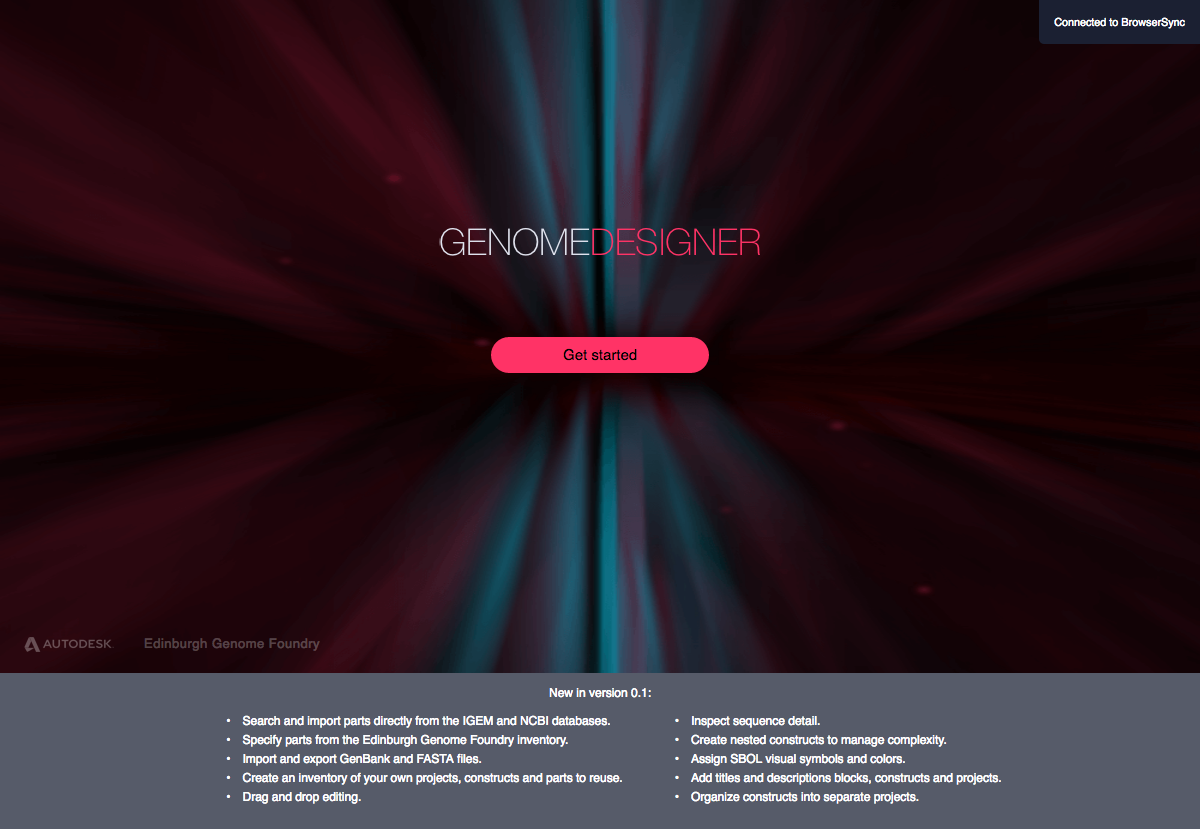 Connected to BrowserSync
GENOMEDESIGNER
Get started
AUTODESK
Edinburgh Genome Foundry
New in version 0.1:
• Search and import parts directly from the IGEM and NCBI databases.
• Specify parts from the Edinburgh Genome Foundry inventory.
• Import and export GenBank and FASTA files.
• Create an inventory of your own projects, constructs and parts to reuse.
• Drag and drop editing.
• Inspect sequence detail.
• Create nested constructs to manage complexity.
• Assign SBOL visual symbols and colors.
• Add titles and descriptions blocks, constructs and projects.
• Organize constructs into separate projects.